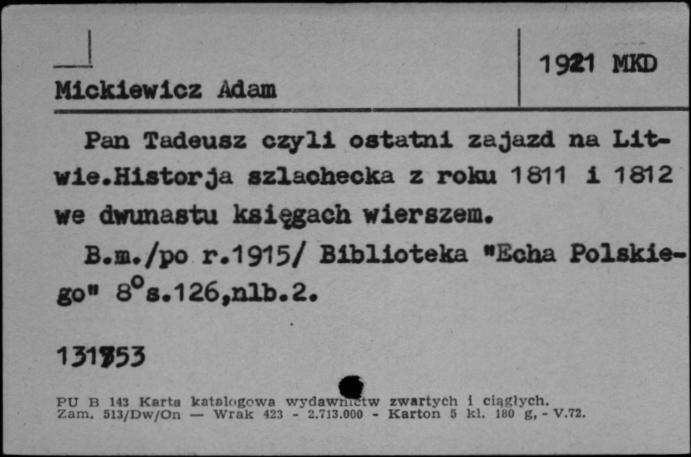 1921 MKD
Mickiewicz Adam
Pan Tadeusz czyli ostatni zajazd na Lit-
wie.Historja szlachecka z roku 1811 i 1812
we dwunastu księgach wierszem.
B.m./po r.1915/ Biblioteka "Echa Polskie-
go" 8°s.126,nlb.2.
131953
PU B 143 Karta katalogowa wydawnictw zwartych i ciągłych.
Zam. 513/Dw/On — Wrak 423 - 2.713.000 - Karton 5 kl. 180 g, - V.72.